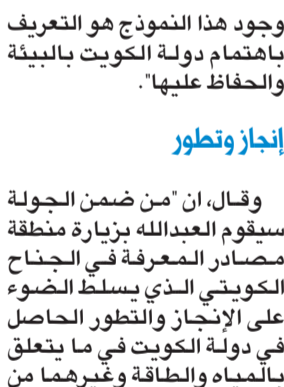 وجود هذا النموذج هو التعريف
باهتمام دولة الكويت بالبيئة
والحفاظ عليها".
إنجاز وتطور
وقال، ان "من ضمن الجولة
سيقوم العبدالله بزيارة منطقة
مصادر المعرفة في الجناح
الكويتي الذي يسلط الضوء
على الإنجاز والتطور الحاصل
في دولة الكويت في ما يتعلق
بالمياه والطاقة وغيرهما من